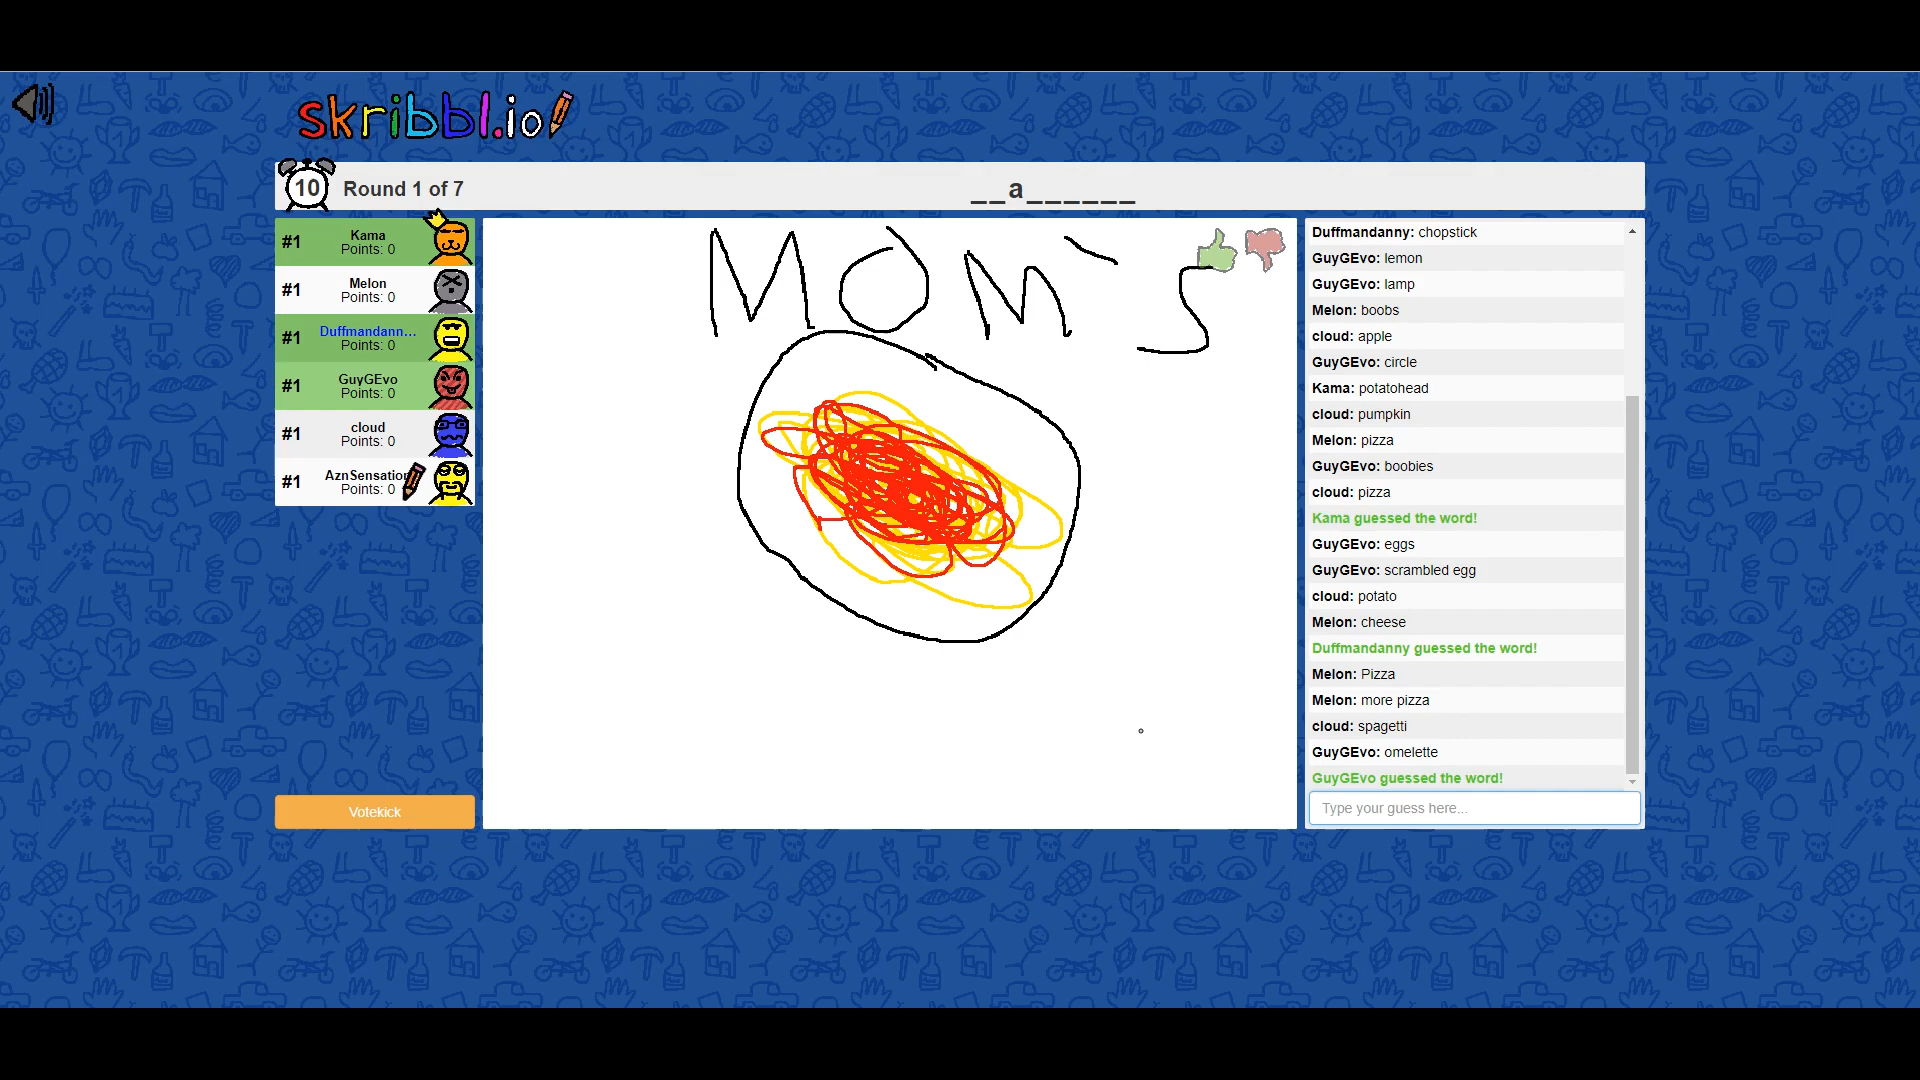 skribbl.io
10
Round 1 of 7
__a______
#1
Kama
Points: 0
#1
Melon
Points: 0
#1
Duffmandann...
Points: 0
#1
GuyGEvo
Points: 0
#1
cloud
Points: 0
#1
AznSensation
Points: 0
Votekick
MOM'S
Duffmandanny: chopstick
GuyGEvo: lemon
GuyGEvo: lamp
Melon: boobs
cloud: apple
GuyGEvo: circle
Kama: potatohead
cloud: pumpkin
Melon: pizza
GuyGEvo: boobies
cloud: pizza
Kama guessed the word!
GuyGEvo: eggs
GuyGEvo: scrambled egg
cloud: potato
Melon: cheese
Duffmandanny guessed the word!
Melon: Pizza
Melon: more pizza
cloud: spagetti
GuyGEvo: omelette
GuyGEvo guessed the word!
Type your guess here...